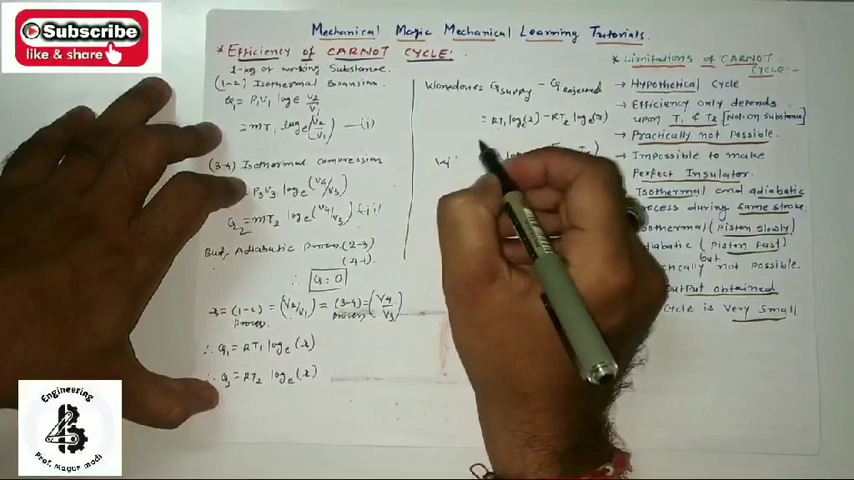 Subscribe
like & share
Mechanical Magic Mechanical Learning Tutorials.
* Efficiency of CARNOT CYCLE:
1-kg of working Substance.
(1-2) Isothermal Expansion.
Q1 = P1V1 loge V2/V1
= mT1 loge (V2/V1) —(i)
(3-4) Isothermal compression
P3V3 loge (V4/V3)
Q2 = mT2 loge (V4/V3) —(ii)
But, Adiabatic Process (2-3)
(4-1)
∴ Q = 0
r = (1-2) process = (V2/V1) = (3-4) process = (V4/V3)
∴ Q1 = RT1 loge (r)
∴ Q2 = RT2 loge (r)
Workdone = Qsupply - Qrejected
= RT1 loge(r) - RT2 loge(r)
* Limitations of CARNOT
CYCLE:-
→ Hypothetical Cycle.
→ Efficiency only depends
upon T1 & T2 [Not on substance]
→ Practically not Possible.
→ Impossible to make
Perfect Insulator.
Isothermal and adiabatic
process during same stroke.
Isothermal (Piston slowly)
(Piston Fast)
but
not possible.
output obtained
Cycle is Very Small
Engineering
Prof. Mayur Modi